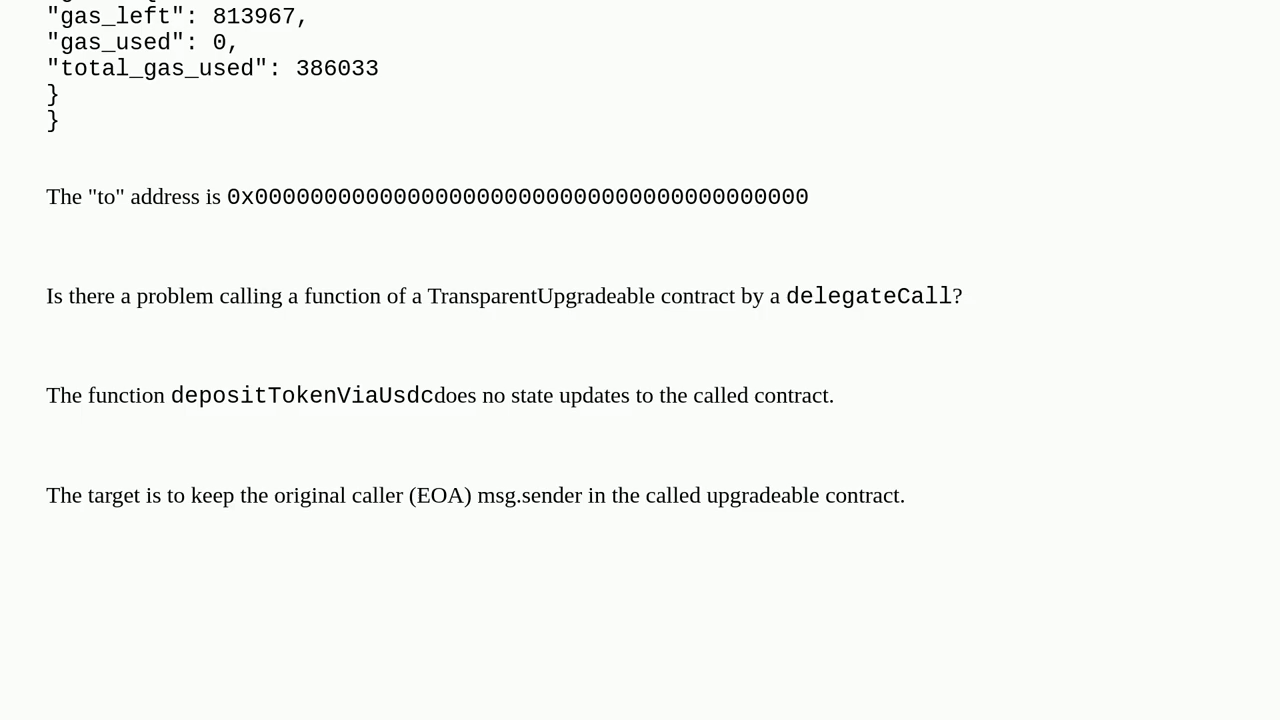 "gas_left": 813967,
"gas_used": 0,
"total_gas_used": 386033
}
}
The "to" address is 0x0000000000000000000000000000000000000000
Is there a problem calling a function of a TransparentUpgradeable contract by a delegateCall?
The function depositTokenViaUsdcdoes no state updates to the called contract.
The target is to keep the original caller (EOA) msg.sender in the called upgradeable contract.